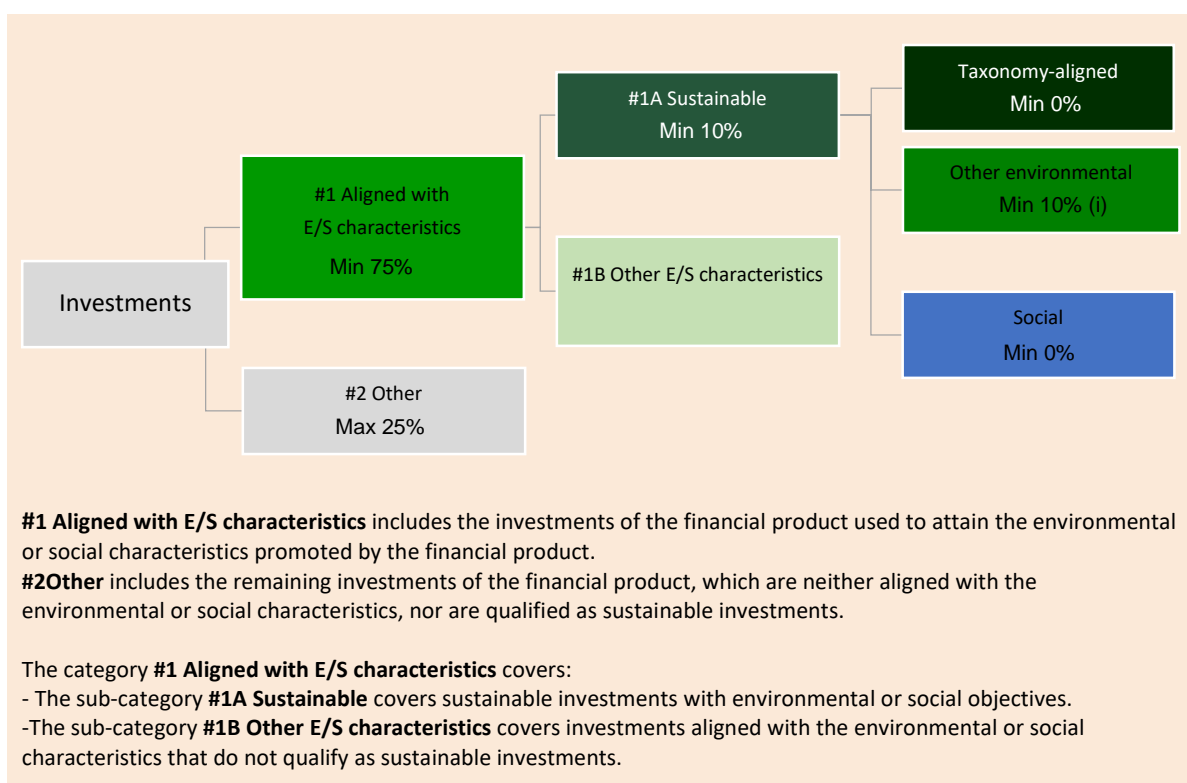 Taxonomy-aligned
Min 0%
#1A Sustainable
Min 10%
Other environmental
Min 10% (i)
#1 Aligned with
E/S characteristics
Min 75%
#1B Other E/S characteristics
Investments
Social
Min 0%
#2 Other
Max 25%
#1 Aligned with E/S characteristics includes the investments of the financial product used to attain the environmental
or social characteristics promoted by the financial product.
#2Other includes the remaining investments of the financial product, which are neither aligned with the
environmental or social characteristics, nor are qualified as sustainable investments.
The category #1 Aligned with E/S characteristics covers:
- The sub-category #1A Sustainable covers sustainable investments with environmental or social objectives.
-The sub-category #1B Other E/S characteristics covers investments aligned with the environmental or social
characteristics that do not qualify as sustainable investments.